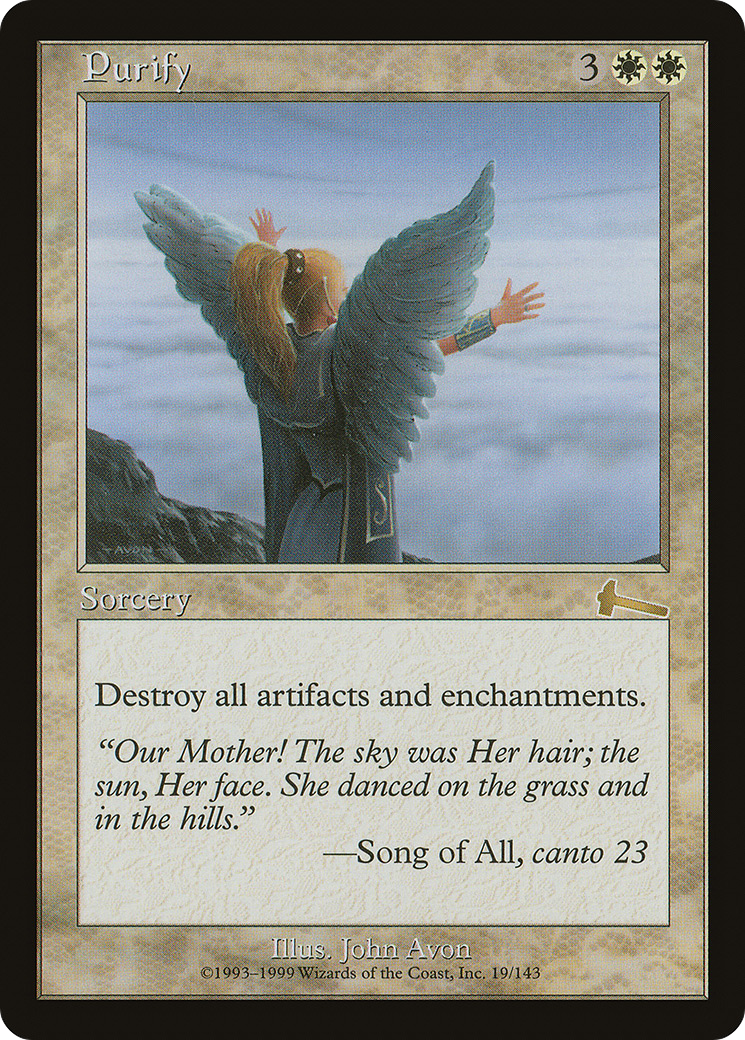 Purify 3
-AVON-
Sorcery
Destroy all artifacts and enchantments.
“Our Mother! The sky was Her hair; the
sun, Her face. She danced on the grass and
in the hills.”
—Song of All, canto 23
Illus. John Avon
©1993–1999 Wizards of the Coast, Inc. 19/143